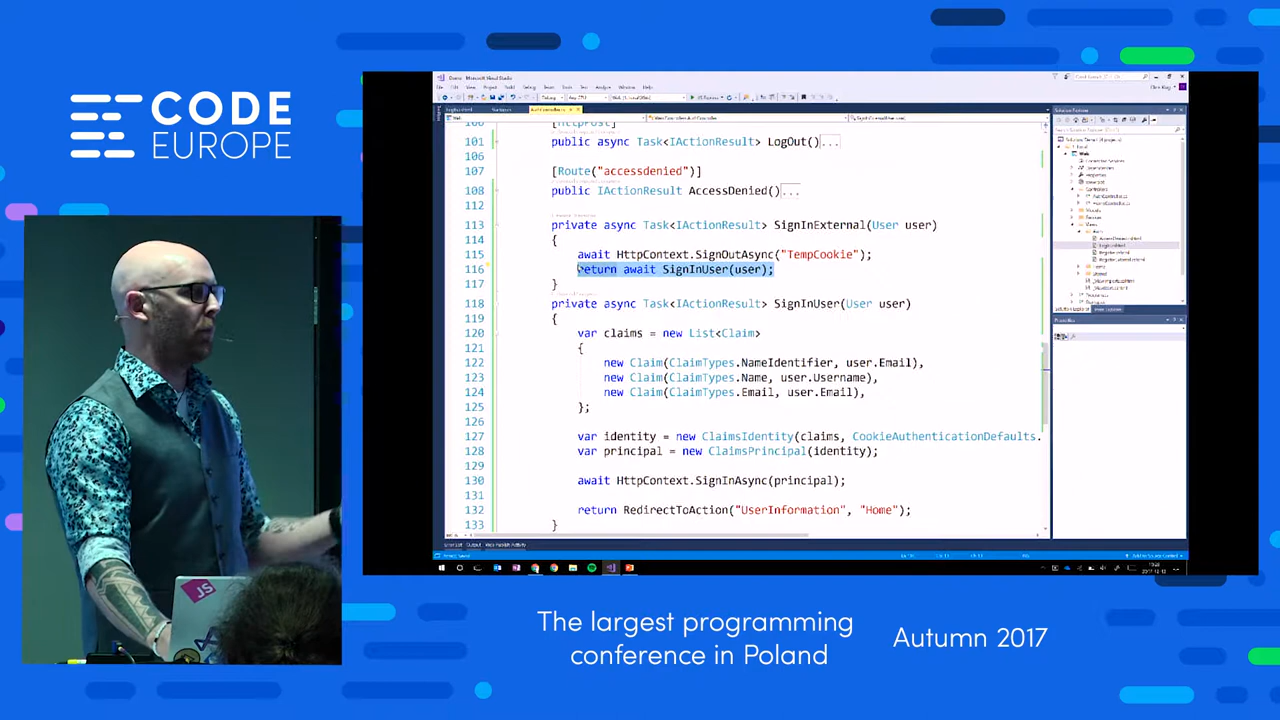 CODE
EUROPE
Demo - Microsoft Visual Studio
101 public async Task<IActionResult> LogOut()...
106
107 [Route("accessdenied")]
108 public IActionResult AccessDenied()...
112
113 private async Task<IActionResult> SignInExternal(User user)
114 {
115 await HttpContext.SignOutAsync("TempCookie");
116 return await SignInUser(user);
117 }
118 private async Task<IActionResult> SignInUser(User user)
119 {
120 var claims = new List<Claim>
121 {
122 new Claim(ClaimTypes.NameIdentifier, user.Email),
123 new Claim(ClaimTypes.Name, user.Username),
124 new Claim(ClaimTypes.Email, user.Email),
125 };
126
127 var identity = new ClaimsIdentity(claims, CookieAuthenticationDefaults.
128 var principal = new ClaimsPrincipal(identity);
129
130 await HttpContext.SignInAsync(principal);
131
132 return RedirectToAction("UserInformation", "Home");
133 }
JS
The largest programming
conference in Poland
Autumn 2017